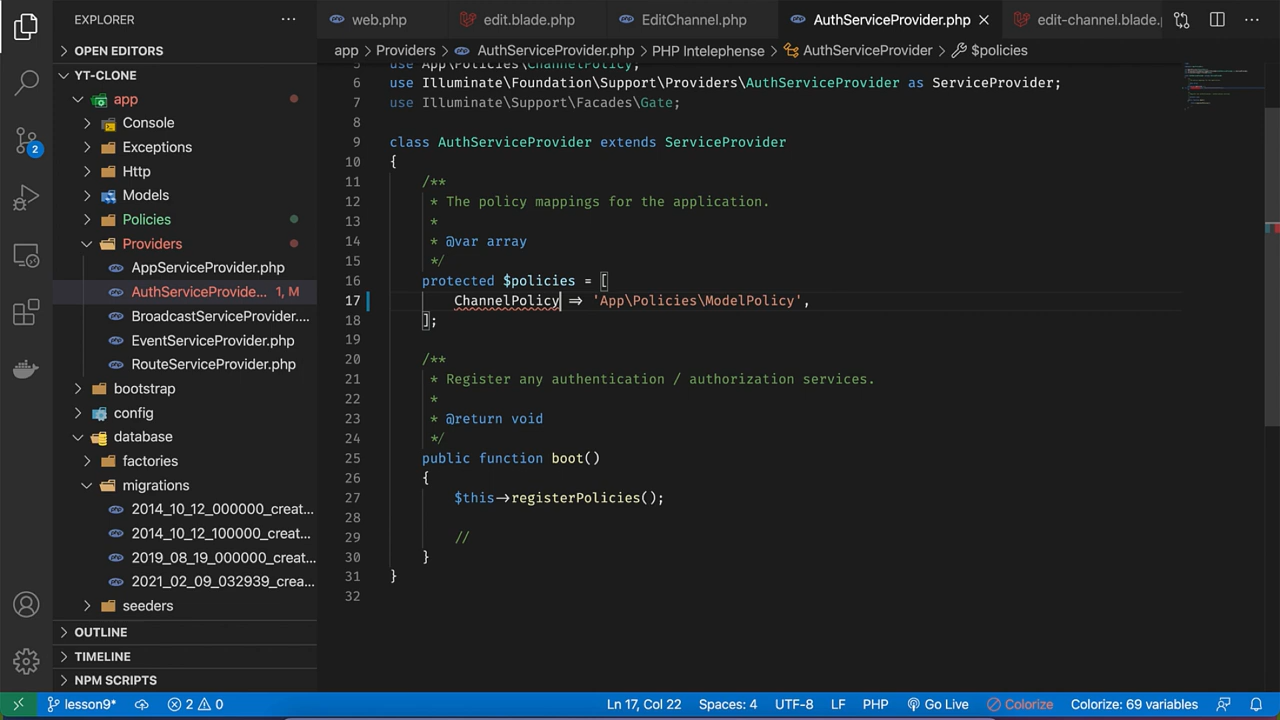 EXPLORER
web.php
edit.blade.php
EditChannel.php
AuthServiceProvider.php
edit-channel.blade.
OPEN EDITORS
app > Providers > AuthServiceProvider.php > PHP Intelephense > AuthServiceProvider > $policies
YT-CLONE
app
Console
Exceptions
Http
Models
Policies
Providers
AppServiceProvider.php
AuthServiceProvide... 1, M
BroadcastServiceProvider....
EventServiceProvider.php
RouteServiceProvider.php
bootstrap
config
database
factories
migrations
2014_10_12_000000_creat...
2014_10_12_100000_creat...
2019_08_19_000000_creat...
2021_02_09_032939_crea...
seeders
OUTLINE
TIMELINE
NPM SCRIPTS
2
5 use App\Policies\ChannelPolicy;
6 use Illuminate\Foundation\Support\Providers\AuthServiceProvider as ServiceProvider;
7 use Illuminate\Support\Facades\Gate;
8
9 class AuthServiceProvider extends ServiceProvider
10 {
11 /**
12 * The policy mappings for the application.
13 *
14 * @var array
15 */
16 protected $policies = [
17 ChannelPolicy => 'App\Policies\ModelPolicy',
18 ];
19
20 /**
21 * Register any authentication / authorization services.
22 *
23 * @return void
24 */
25 public function boot()
26 {
27 $this->registerPolicies();
28
29 //
30 }
31 }
32
lesson9* 2 0 Ln 17, Col 22 Spaces: 4 UTF-8 LF PHP Go Live Colorize Colorize: 69 variables